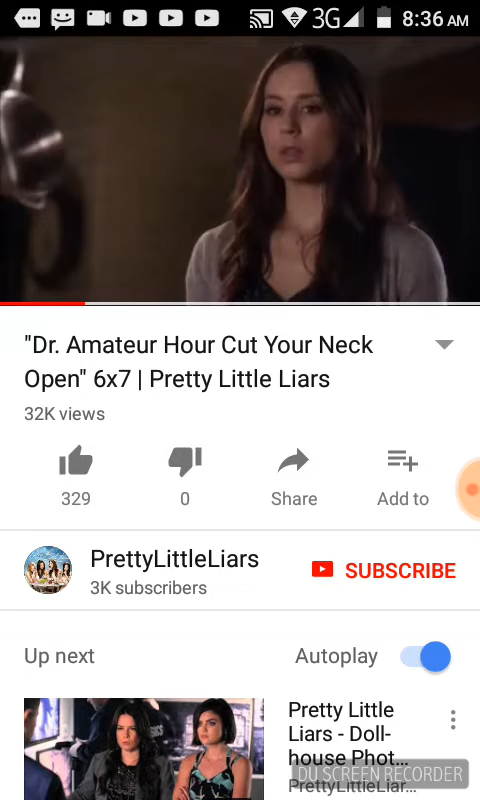 3G 8:36 AM
"Dr. Amateur Hour Cut Your Neck
Open" 6x7 | Pretty Little Liars
32K views
329
0
Share
Add to
PrettyLittleLiars
3K subscribers
SUBSCRIBE
Up next
Autoplay
Pretty Little
Liars - Doll-
house Phot...
PrettyLittleLiar...
DU SCREEN RECORDER